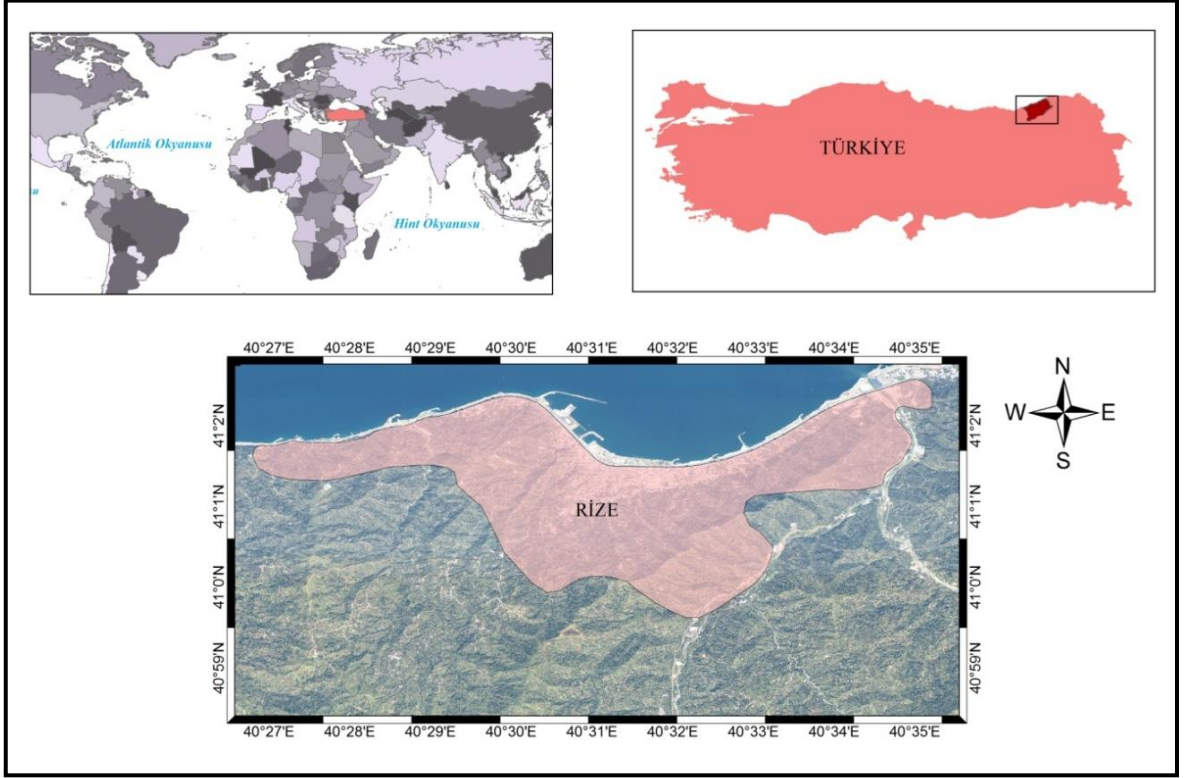 Atlantik Okyanusu
su
Hint Okyanusu
TÜRKİYE
40°27'E 40°28'E 40°29'E 40°30'E 40°31'E 40°32'E 40°33'E 40°34'E 40°35'E
N
W E
S
41°2'N 41°2'N
41°1'N 41°1'N
RİZE
41°0'N 41°0'N
40°59'N 40°59'N
40°27'E 40°28'E 40°29'E 40°30'E 40°31'E 40°32'E 40°33'E 40°34'E 40°35'E